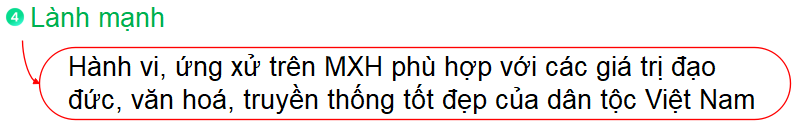 4 Lành mạnh
Hành vi, ứng xử trên MXH phù hợp với các giá trị đạo
đức, văn hoá, truyền thống tốt đẹp của dân tộc Việt Nam